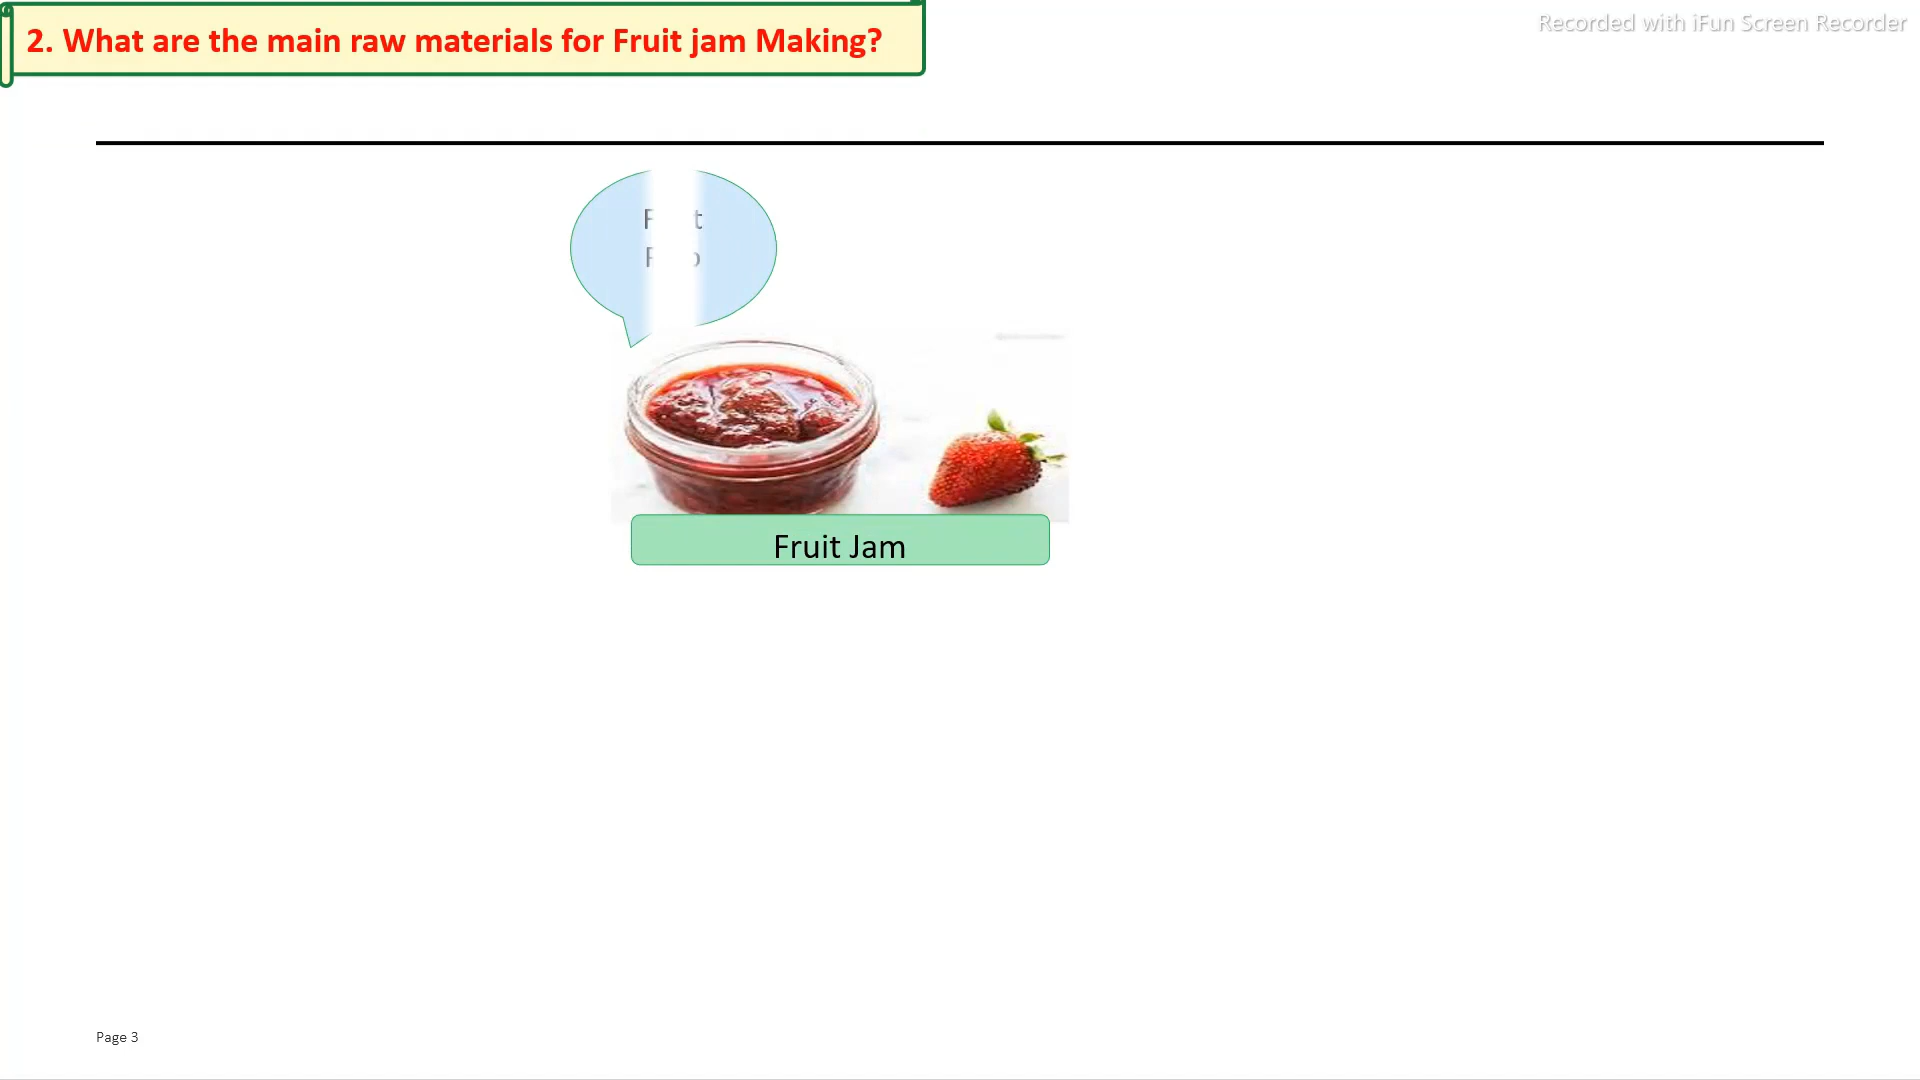 2. What are the main raw materials for Fruit jam Making?
Recorded with iFun Screen Recorder
Fruit Jam
Page 3